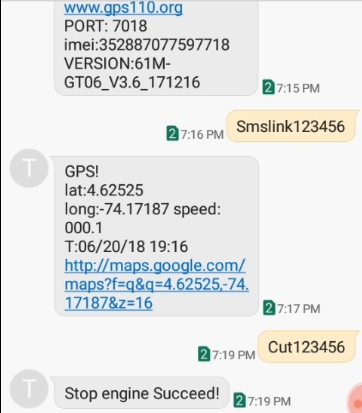 www.gps110.org
PORT: 7018
imei:352887077597718
VERSION:61M-
GT06_V3.6_171216
2 7:15 PM
2 7:16 PM Smslink123456
T
GPS!
lat:4.62525
long:-74.17187 speed:
000.1
T:06/20/18 19:16
http://maps.google.com/
maps?f=q&q=4.62525,-74.
17187&z=16
2 7:17 PM
2 7:19 PM Cut123456
T
Stop engine Succeed! 2 7:19 PM